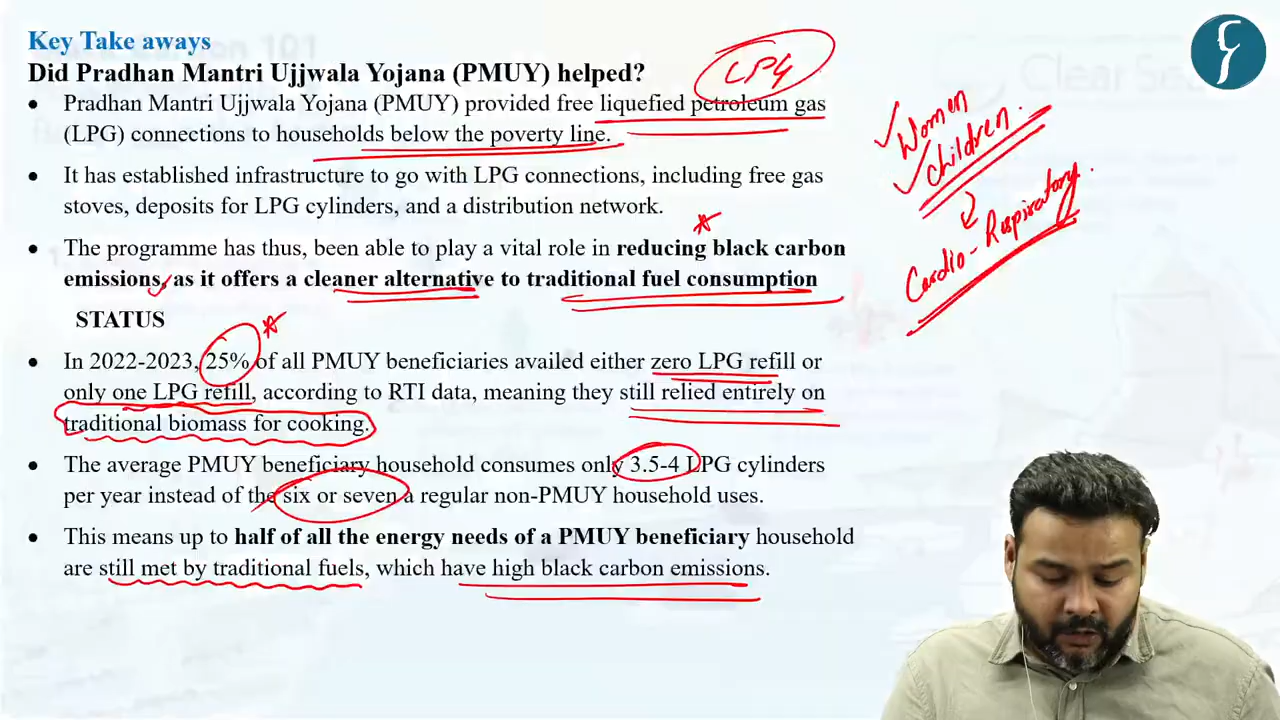 Key Take aways
Did Pradhan Mantri Ujjwala Yojana (PMUY) helped?
LPG
• Pradhan Mantri Ujjwala Yojana (PMUY) provided free liquefied petroleum gas
(LPG) connections to households below the poverty line.
• It has established infrastructure to go with LPG connections, including free gas
stoves, deposits for LPG cylinders, and a distribution network.
• The programme has thus, been able to play a vital role in reducing black carbon
emissions, as it offers a cleaner alternative to traditional fuel consumption
STATUS
• In 2022-2023, 25% of all PMUY beneficiaries availed either zero LPG refill or
only one LPG refill, according to RTI data, meaning they still relied entirely on
traditional biomass for cooking.
• The average PMUY beneficiary household consumes only 3.5-4 LPG cylinders
per year instead of the six or seven a regular non-PMUY household uses.
• This means up to half of all the energy needs of a PMUY beneficiary household
are still met by traditional fuels, which have high black carbon emissions.
Women
children
Cardio-Respiratory
Clear